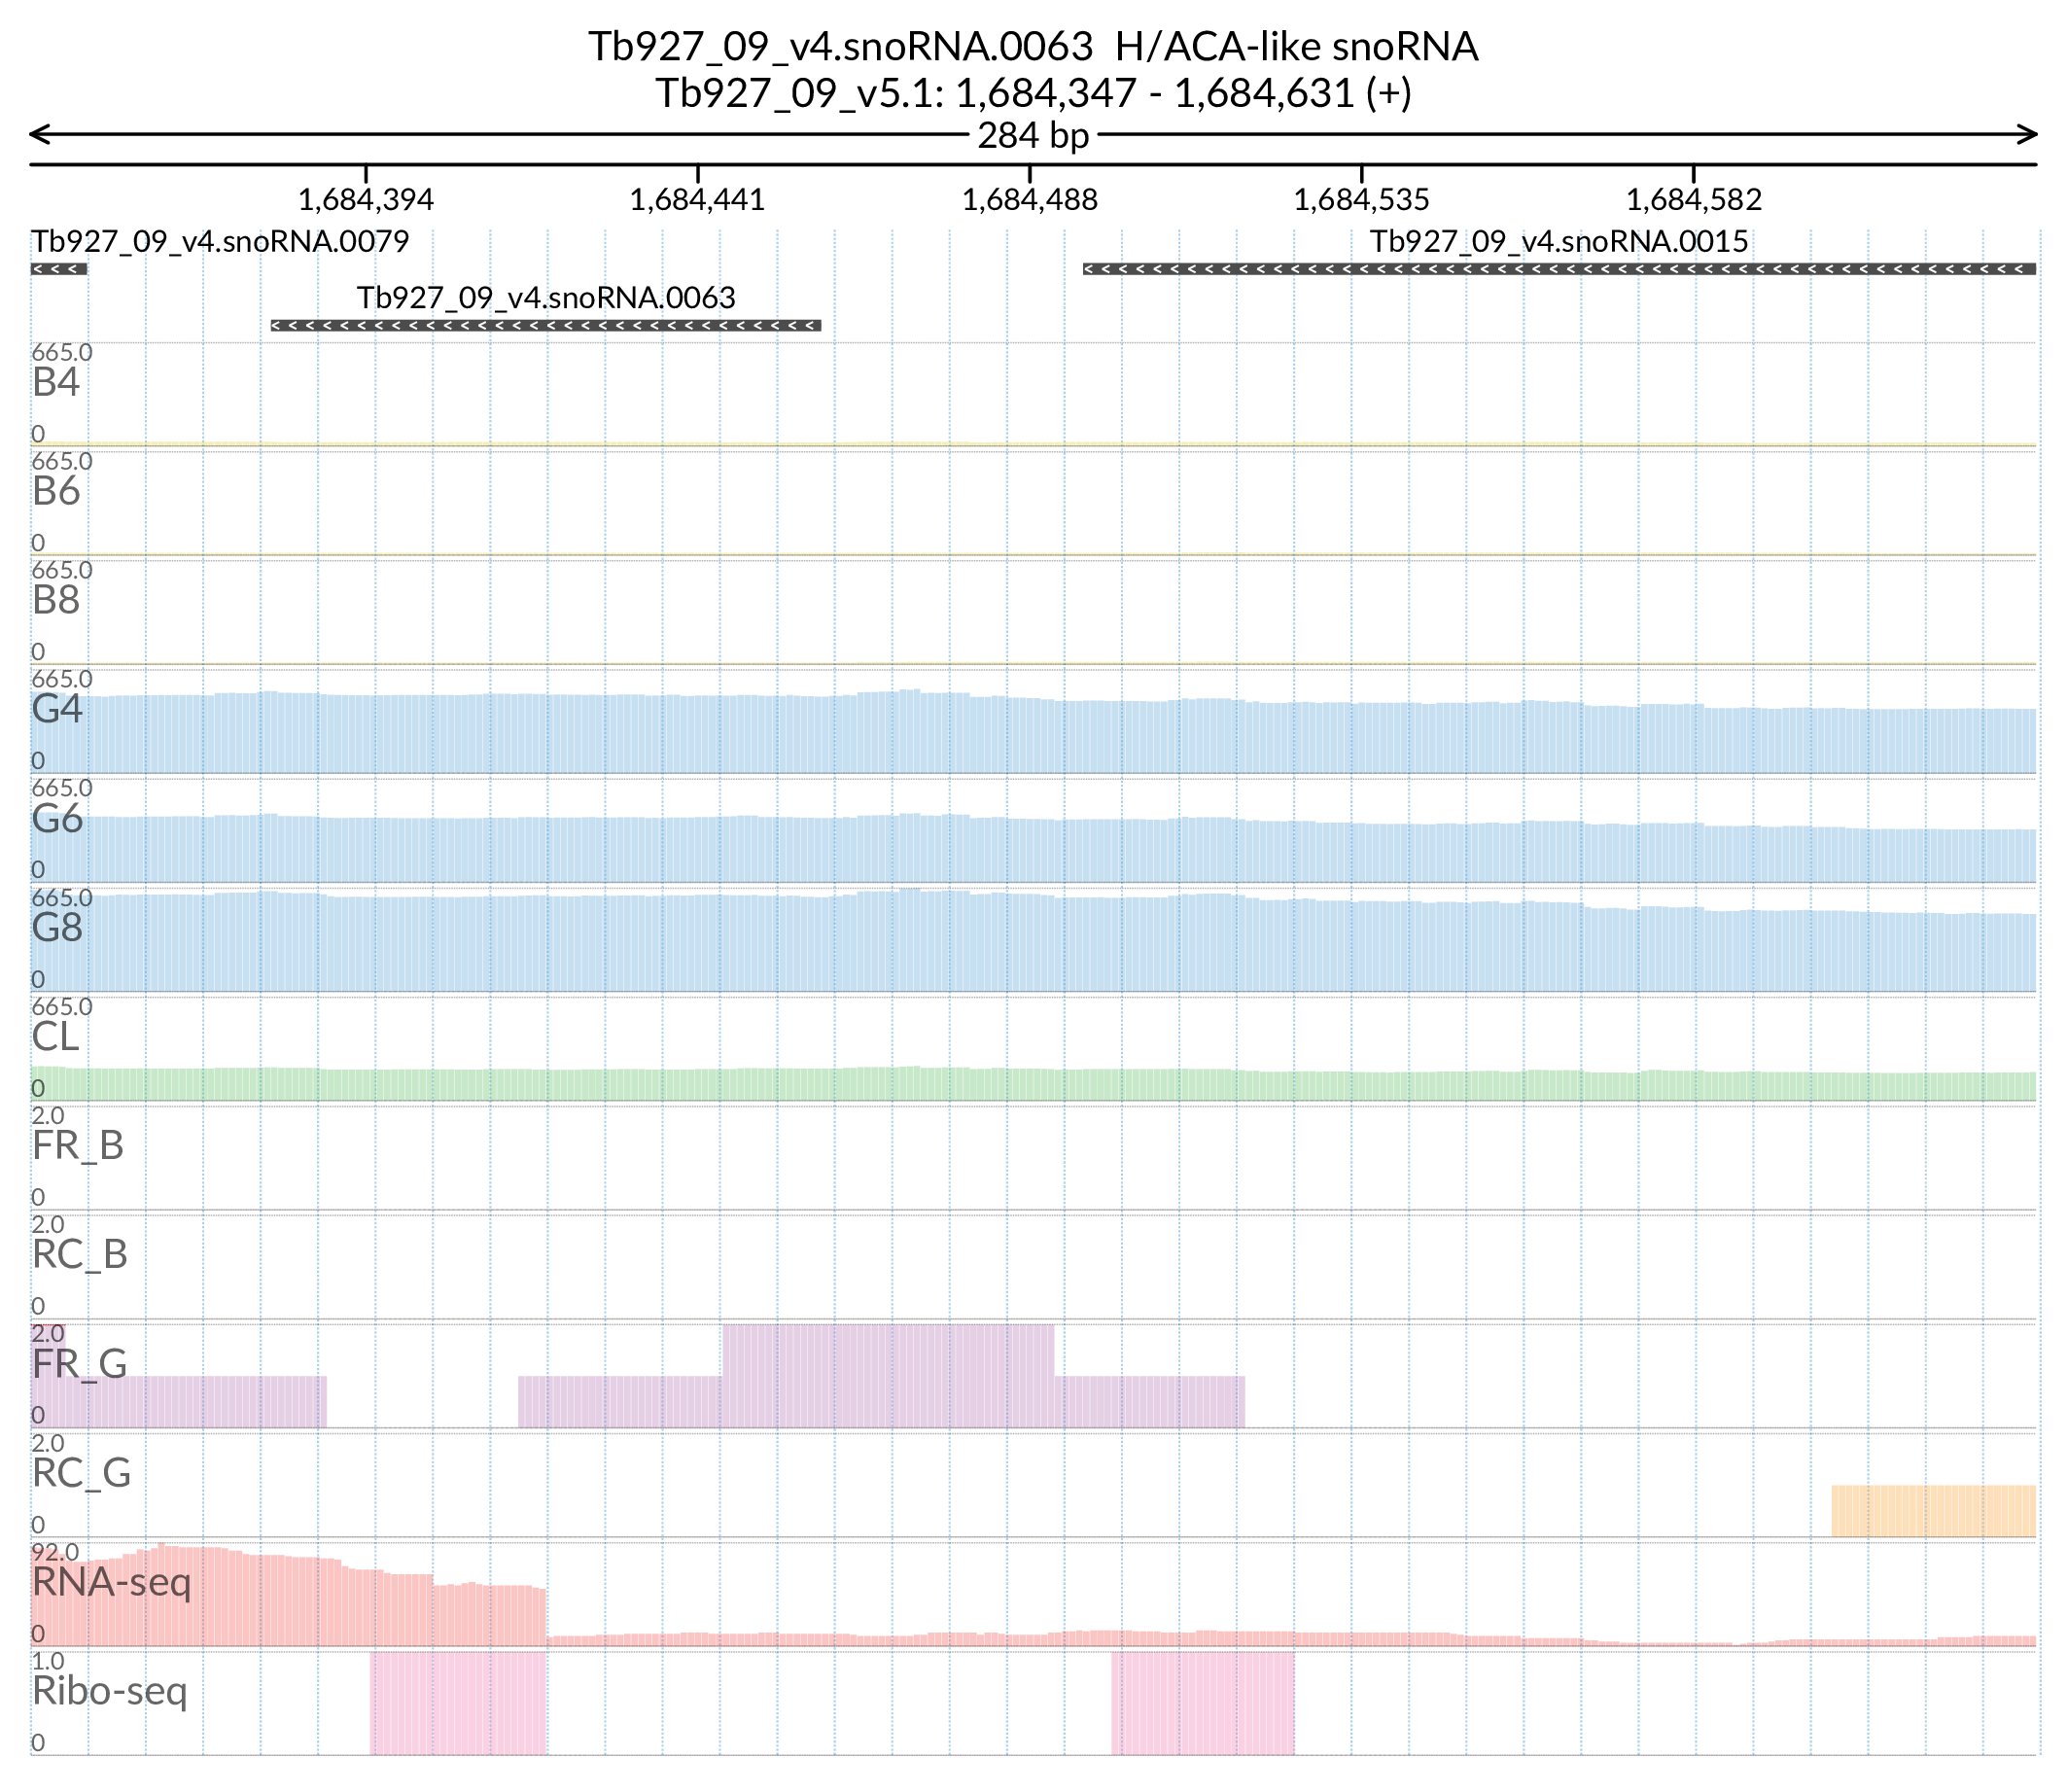 Tb927_09_v4.snoRNA.0063 H/ACA-like snoRNA
Tb927_09_v5.1: 1,684,347 - 1,684,631 (+)
284 bp
1,684,394 1,684,441 1,684,488 1,684,535 1,684,582
Tb927_09_v4.snoRNA.0079 Tb927_09_v4.snoRNA.0015
Tb927_09_v4.snoRNA.0063
665.0
B4
0
665.0
B6
0
665.0
B8
0
665.0
G4
0
665.0
G6
0
665.0
G8
0
665.0
CL
0
2.0
FR_B
0
2.0
RC_B
0
2.0
FR_G
0
2.0
RC_G
0
92.0
RNA-seq
0
1.0
Ribo-seq
0